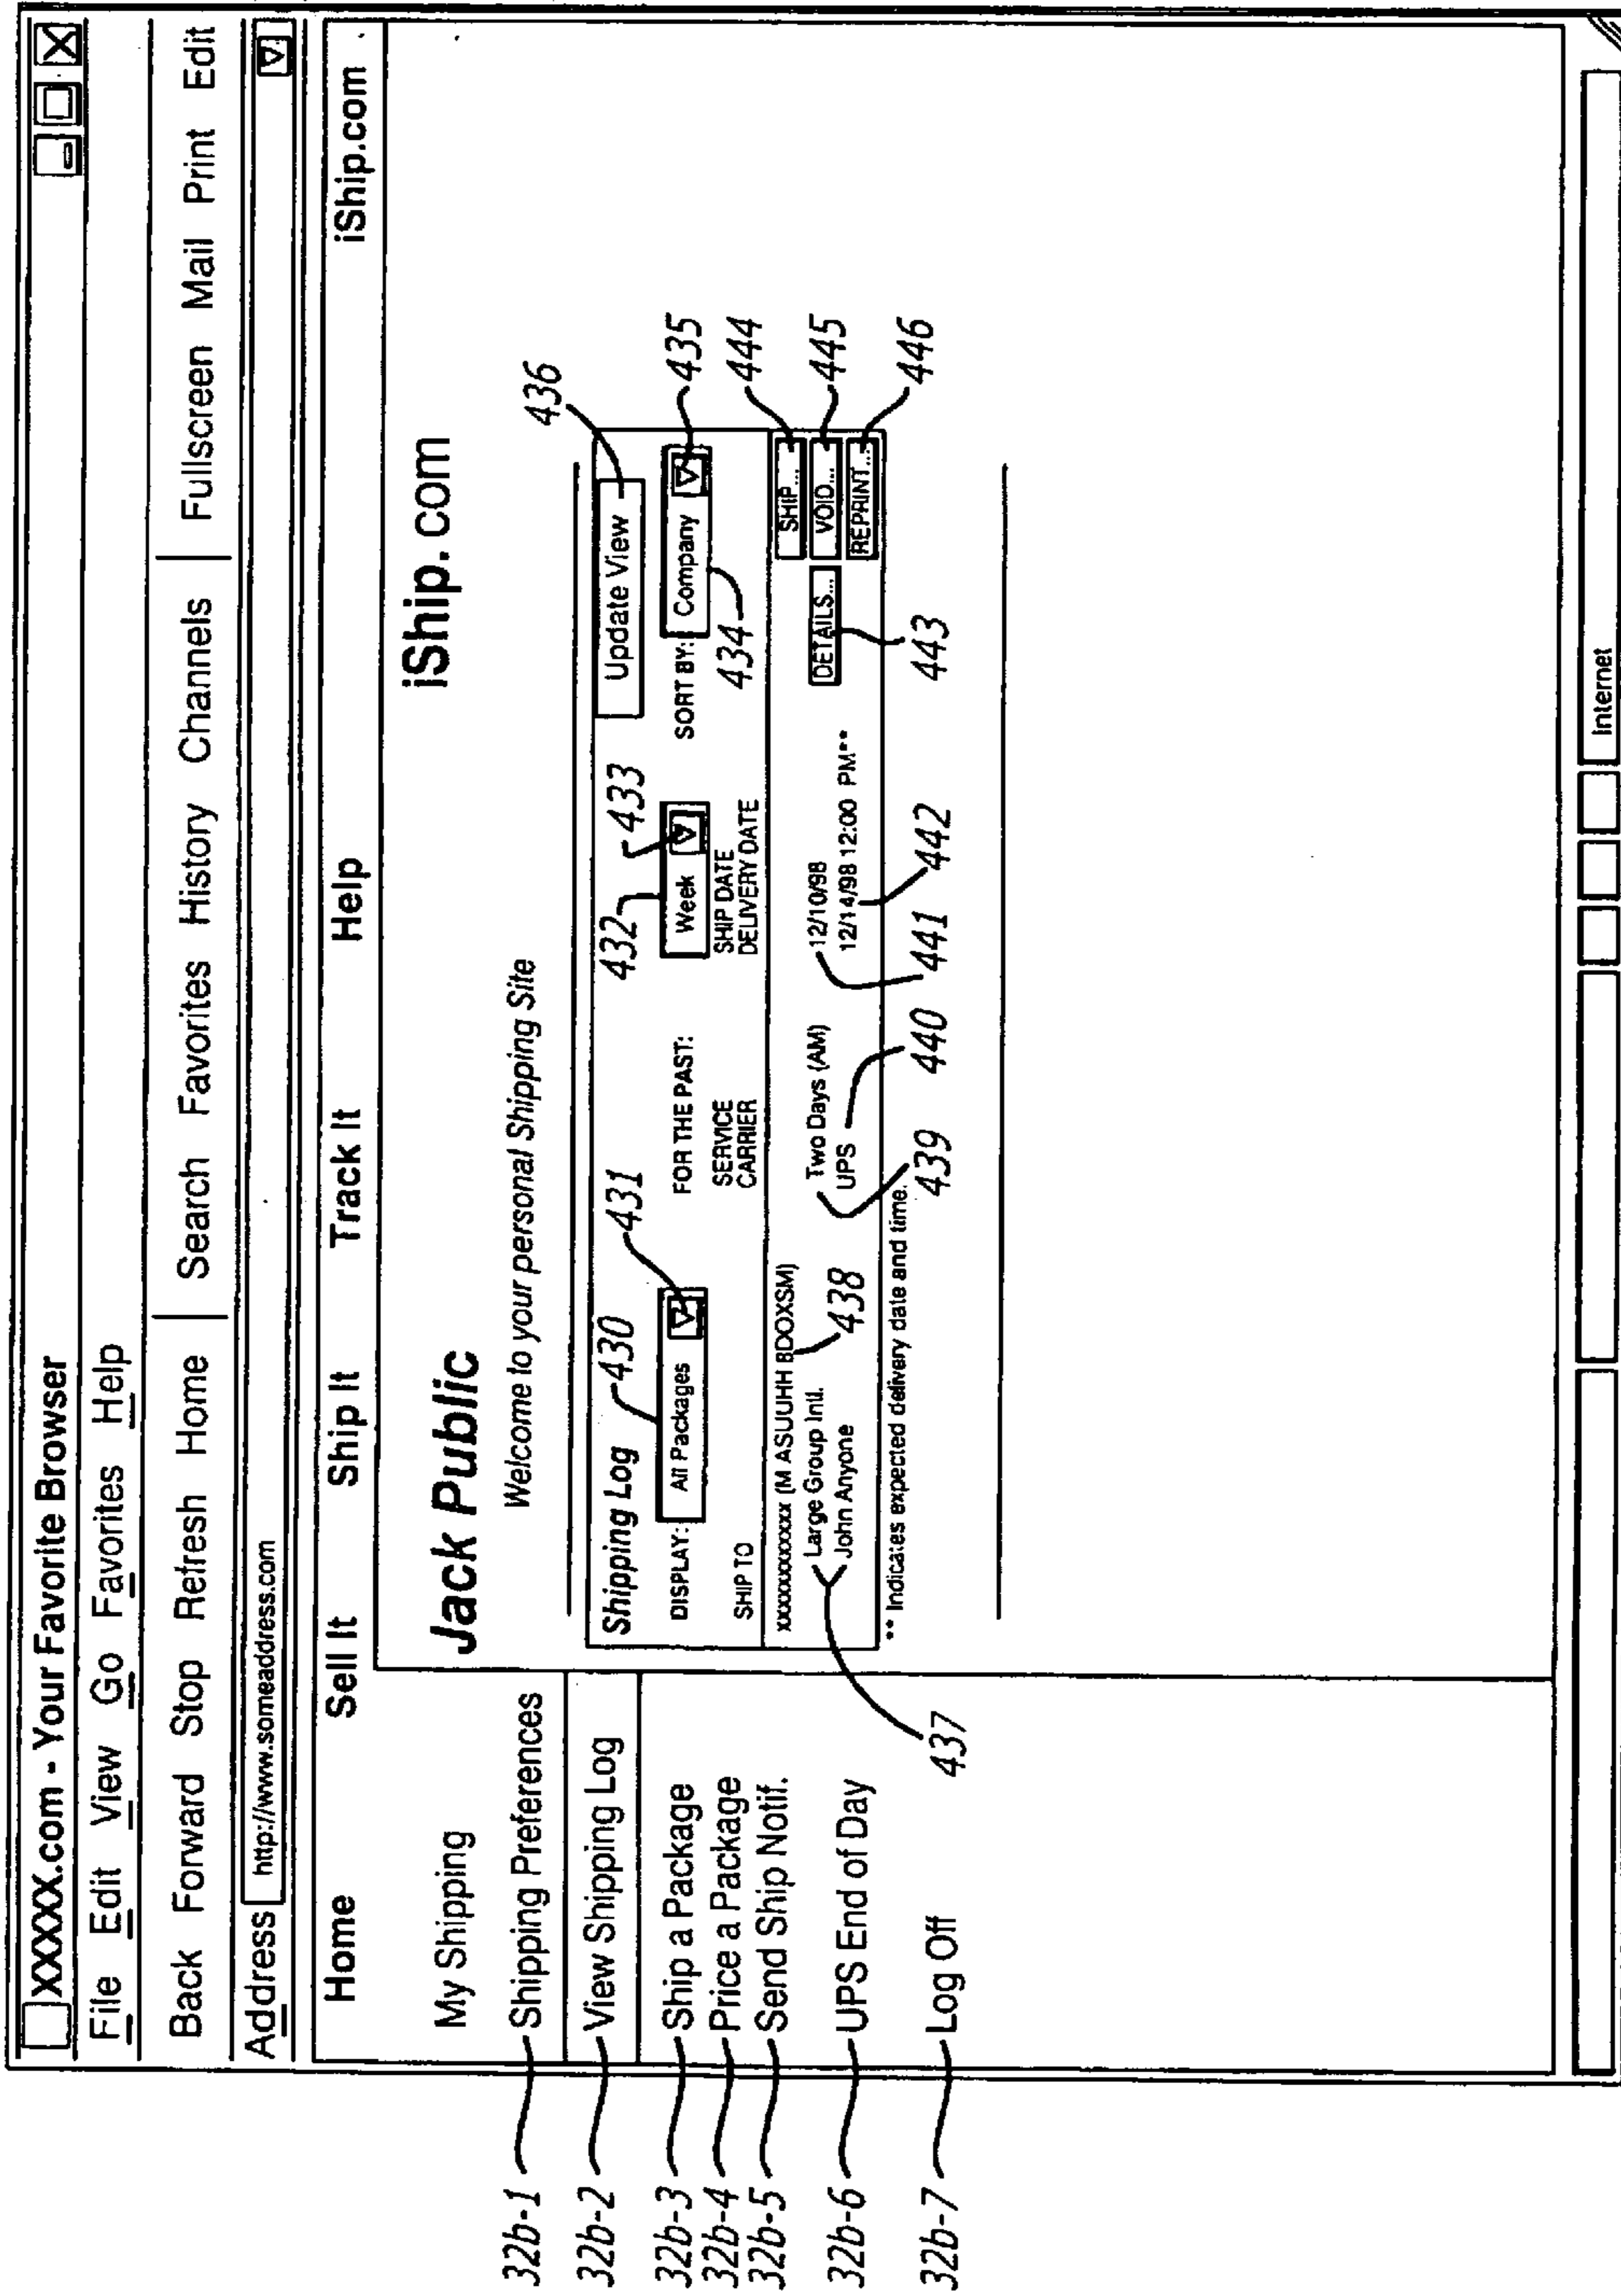 XXXXX.com - Your Favorite Browser
File Edit View Go Favorites Help
Back Forward Stop Refresh Home Search Favorites History Channels Fullscreen Mail Print Edit
Address http://www.someadress.com
Home Sell It Ship It Track It Help iShip.com
My Shipping
32b-1 Shipping Preferences
32b-2 View Shipping Log
32b-3 Ship a Package
32b-4 Price a Package
32b-5 Send Ship Notif.
32b-6 UPS End of Day
32b-7 Log Off
Jack Public iShip.com
Welcome to your personal Shipping Site
436
Shipping Log 430 431 432 433 Update View
DISPLAY: All Packages FOR THE PAST: Week SORT BY: Company 435
434
SHIP TO SERVICE SHIP DATE
CARRIER DELIVERY DATE
444
xxxxxxxxxxx (M ASUUHH BDOXSM) SHIP...
Large Group Intl. Two Days (AM) 12/10/98 DETAILS... VOID... 445
John Anyone 438 UPS 12/14/98 12:00 PM** REPRINT... 446
** Indicates expected delivery date and time.
437 439 440 441 442 443
Internet